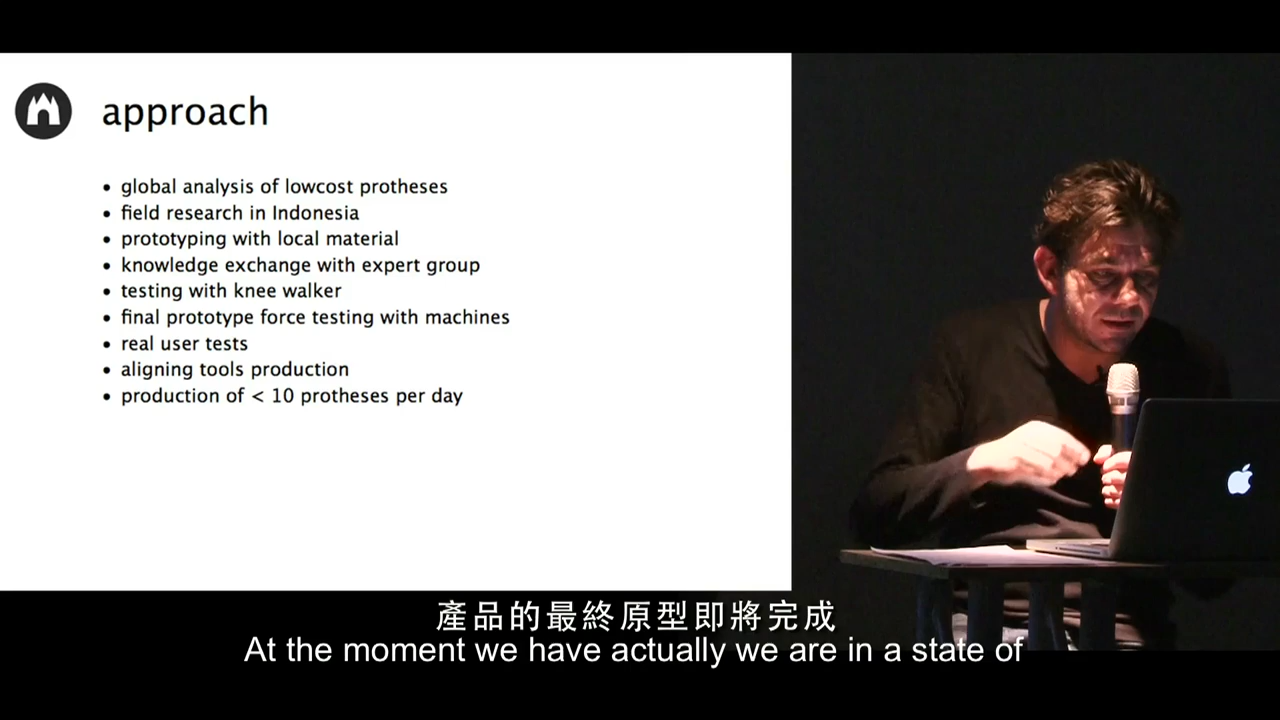 approach
• global analysis of lowcost protheses
• field research in Indonesia
• prototyping with local material
• knowledge exchange with expert group
• testing with knee walker
• final prototype force testing with machines
• real user tests
• aligning tools production
• production of < 10 protheses per day
產品的最終原型即將完成
At the moment we have actually we are in a state of